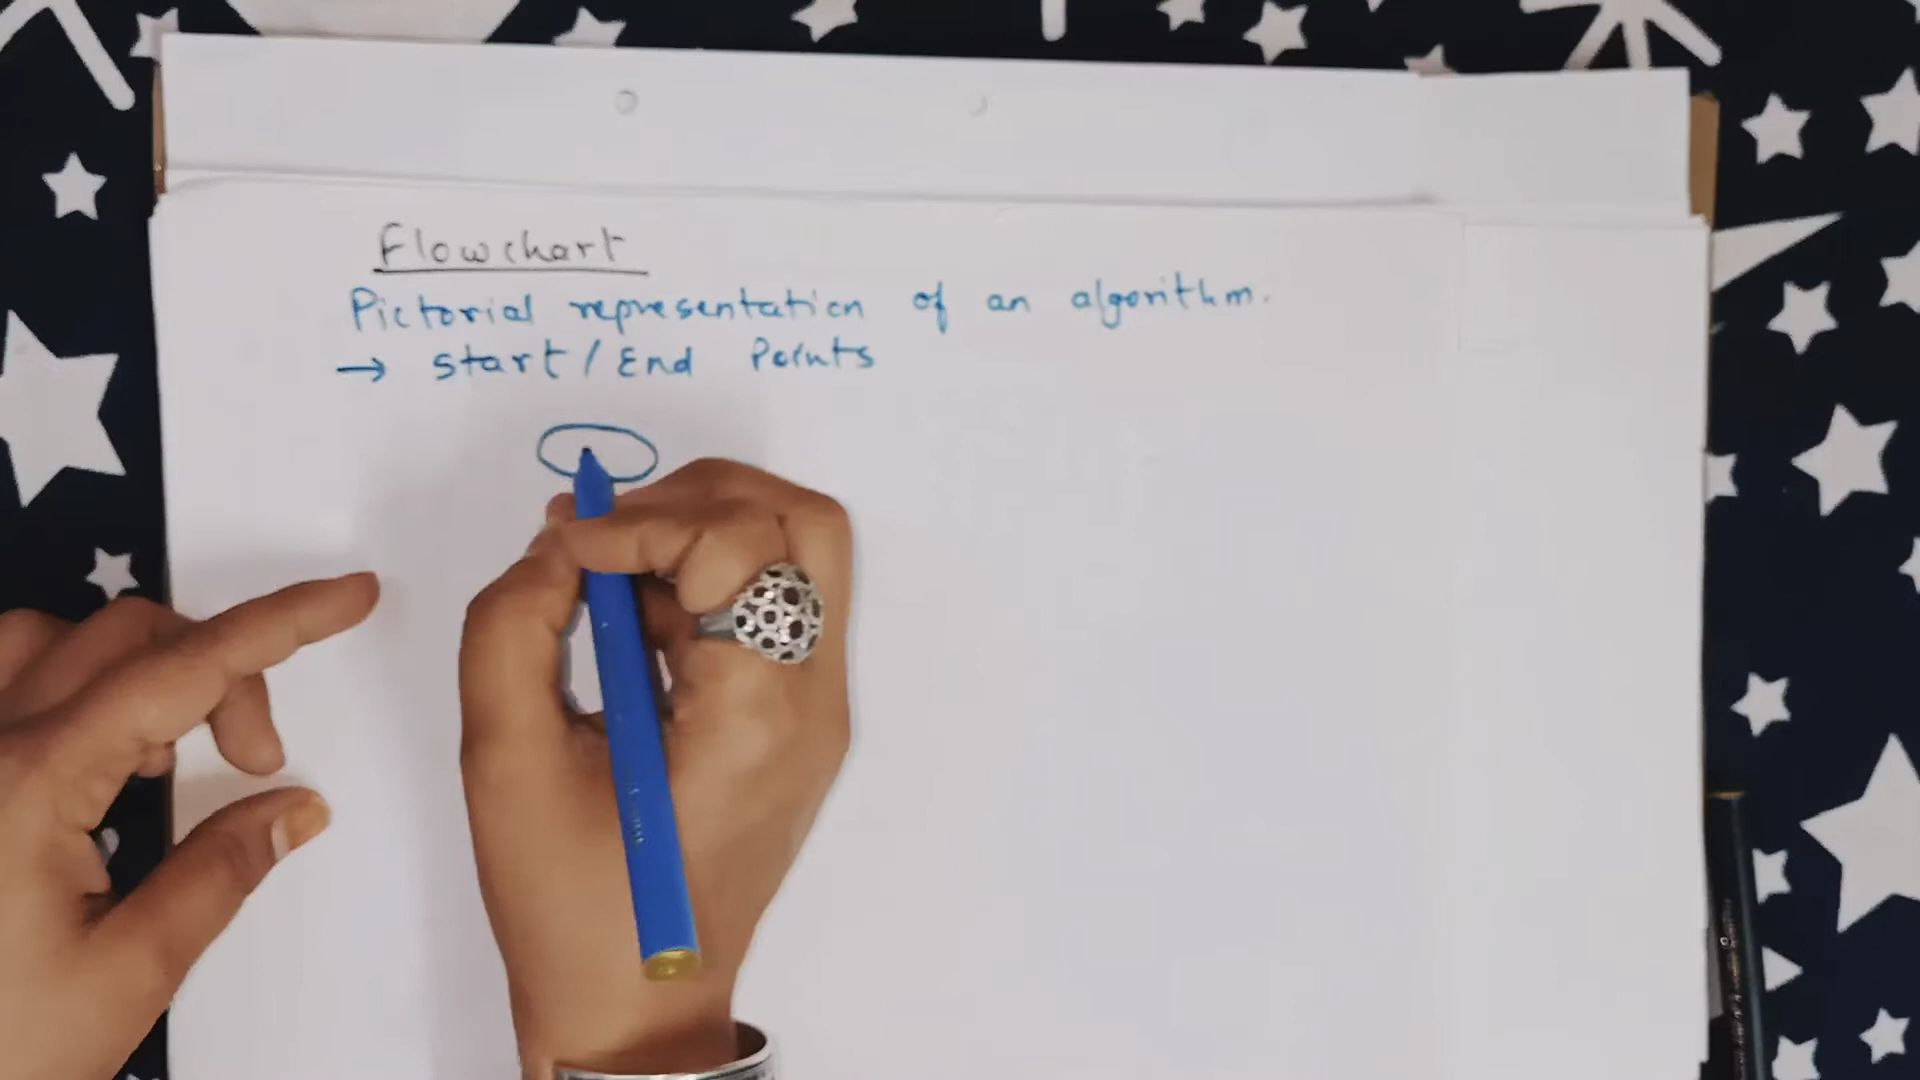 Flowchart
Pictorial representation of an algorithm.
→ start / End Points